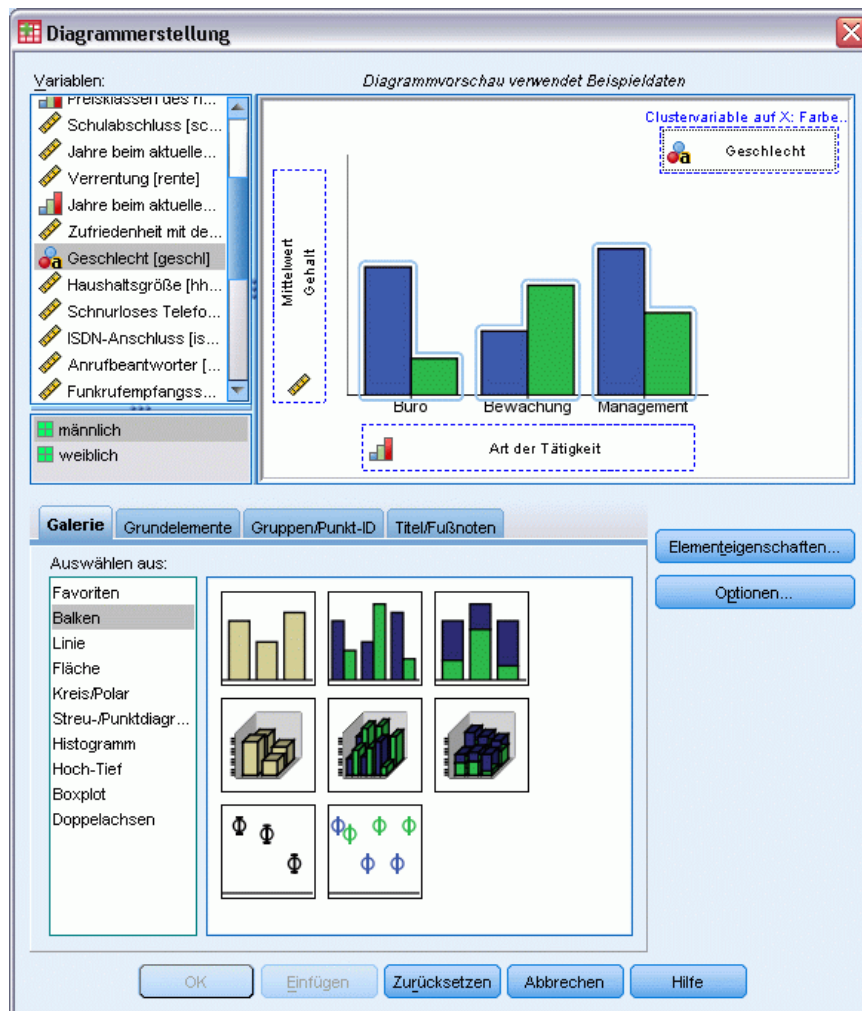 Diagrammerstellung
Variablen:
Diagrammvorschau verwendet Beispieldaten
Preisklassen des h...
Schulabschluss [sc...
Jahre beim aktuelle...
Verrentung [rente]
Jahre beim aktuelle...
Zufriedenheit mit de...
Geschlecht [geschl]
Haushaltsgröße [hh...
Schnurloses Telefo...
ISDN-Anschluss [is...
Anrufbeantworter [...
Funkrufempfangss...
männlich
weiblich
Clustervariable auf X: Farbe..
Geschlecht
Mittelwert
Gehalt
Büro Bewachung Management
Art der Tätigkeit
Galerie Grundelemente Gruppen/Punkt-ID Titel/Fußnoten
Auswählen aus:
Favoriten
Balken
Linie
Fläche
Kreis/Polar
Streu-/Punktdiagr...
Histogramm
Hoch-Tief
Boxplot
Doppelachsen
Elementeigenschaften...
Optionen...
OK Einfügen Zurücksetzen Abbrechen Hilfe